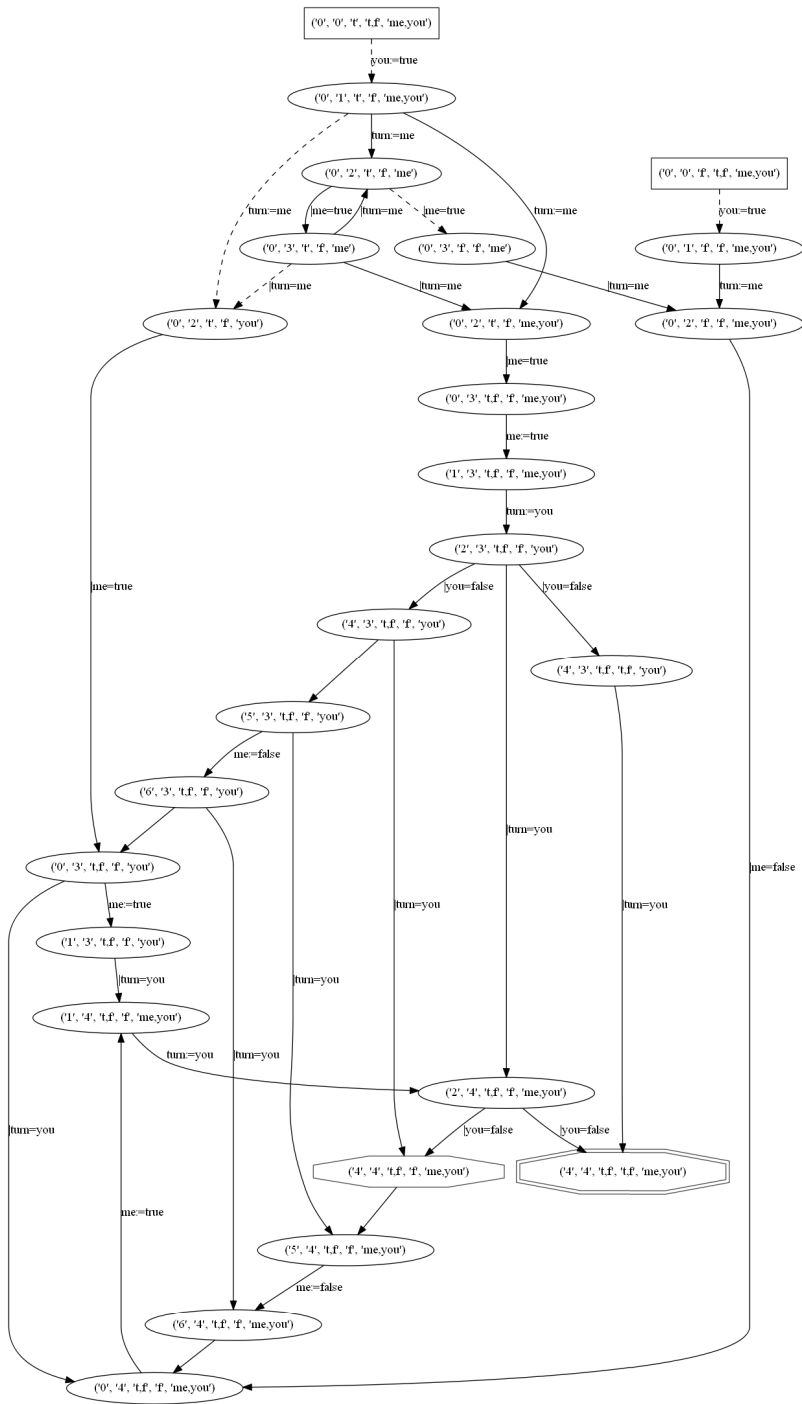 ('0', '0', 't', 't,f', 'me,you')
you:=true
('0', '1', 't', 'f', 'me,you')
turn:=me
('0', '2', 't', 'f', 'me')
('0', '0', 'f', 't,f', 'me,you')
turn:=me
|me=true
|turn=me
|me=true
turn:=me
you:=true
('0', '3', 't', 'f', 'me')
('0', '3', 'f', 'f', 'me')
('0', '1', 'f', 'f', 'me,you')
|turn=me
|turn=me
|turn=me
turn:=me
('0', '2', 't', 'f', 'you')
('0', '2', 't', 'f', 'me,you')
('0', '2', 'f', 'f', 'me,you')
|me=true
('0', '3', 't,f', 'f', 'me,you')
me:=true
('1', '3', 't,f', 'f', 'me,you')
turn:=you
('2', '3', 't,f', 'f', 'you')
|me=true
|you=false
|you=false
('4', '3', 't,f', 'f', 'you')
('4', '3', 't,f', 't,f', 'you')
('5', '3', 't,f', 'f', 'you')
me:=false
('6', '3', 't,f', 'f', 'you')
|turn=you
('0', '3', 't,f', 'f', 'you')
|me=false
me:=true
|turn=you
|turn=you
('1', '3', 't,f', 'f', 'you')
|turn=you
|turn=you
('1', '4', 't,f', 'f', 'me,you')
turn:=you
|turn=you
('2', '4', 't,f', 'f', 'me,you')
|turn=you
|you=false
|you=false
('4', '4', 't,f', 'f', 'me,you')
('4', '4', 't,f', 't,f', 'me,you')
me:=true
('5', '4', 't,f', 'f', 'me,you')
me:=false
('6', '4', 't,f', 'f', 'me,you')
('0', '4', 't,f', 'f', 'me,you')